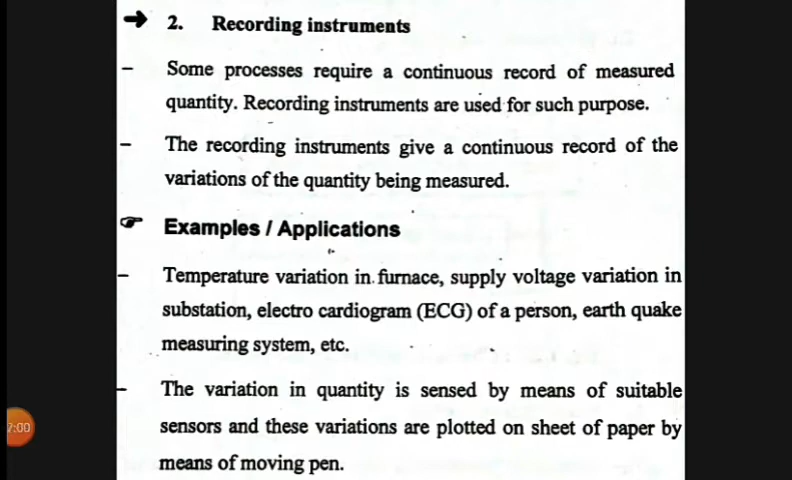 → 2. Recording instruments
– Some processes require a continuous record of measured
quantity. Recording instruments are used for such purpose.
– The recording instruments give a continuous record of the
variations of the quantity being measured.
☞ Examples / Applications
– Temperature variation in furnace, supply voltage variation in
substation, electro cardiogram (ECG) of a person, earth quake
measuring system, etc.
– The variation in quantity is sensed by means of suitable
sensors and these variations are plotted on sheet of paper by
means of moving pen.